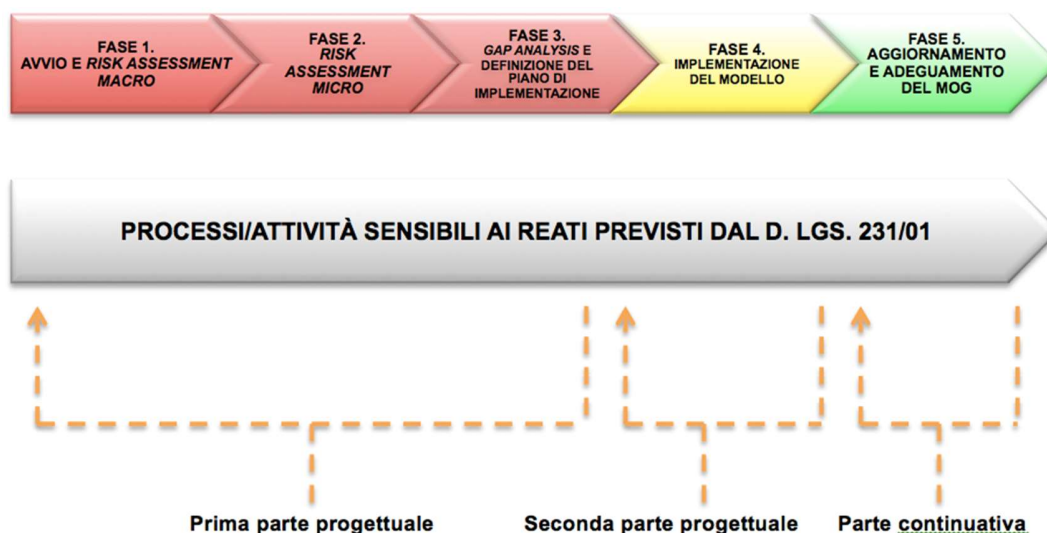 FASE 1.
AVVIO E RISK ASSESSMENT
MACRO
FASE 2.
RISK
ASSESSMENT
MICRO
FASE 3.
GAP ANALYSIS E
DEFINIZIONE DEL
PIANO DI
IMPLEMENTAZIONE
FASE 4.
IMPLEMENTAZIONE
DEL MODELLO
FASE 5.
AGGIORNAMENTO
E ADEGUAMENTO
DEL MOG
PROCESSI/ATTIVITÀ SENSIBILI AI REATI PREVISTI DAL D. LGS. 231/01
Prima parte progettuale
Seconda parte progettuale
Parte continuativa